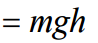 = mgh